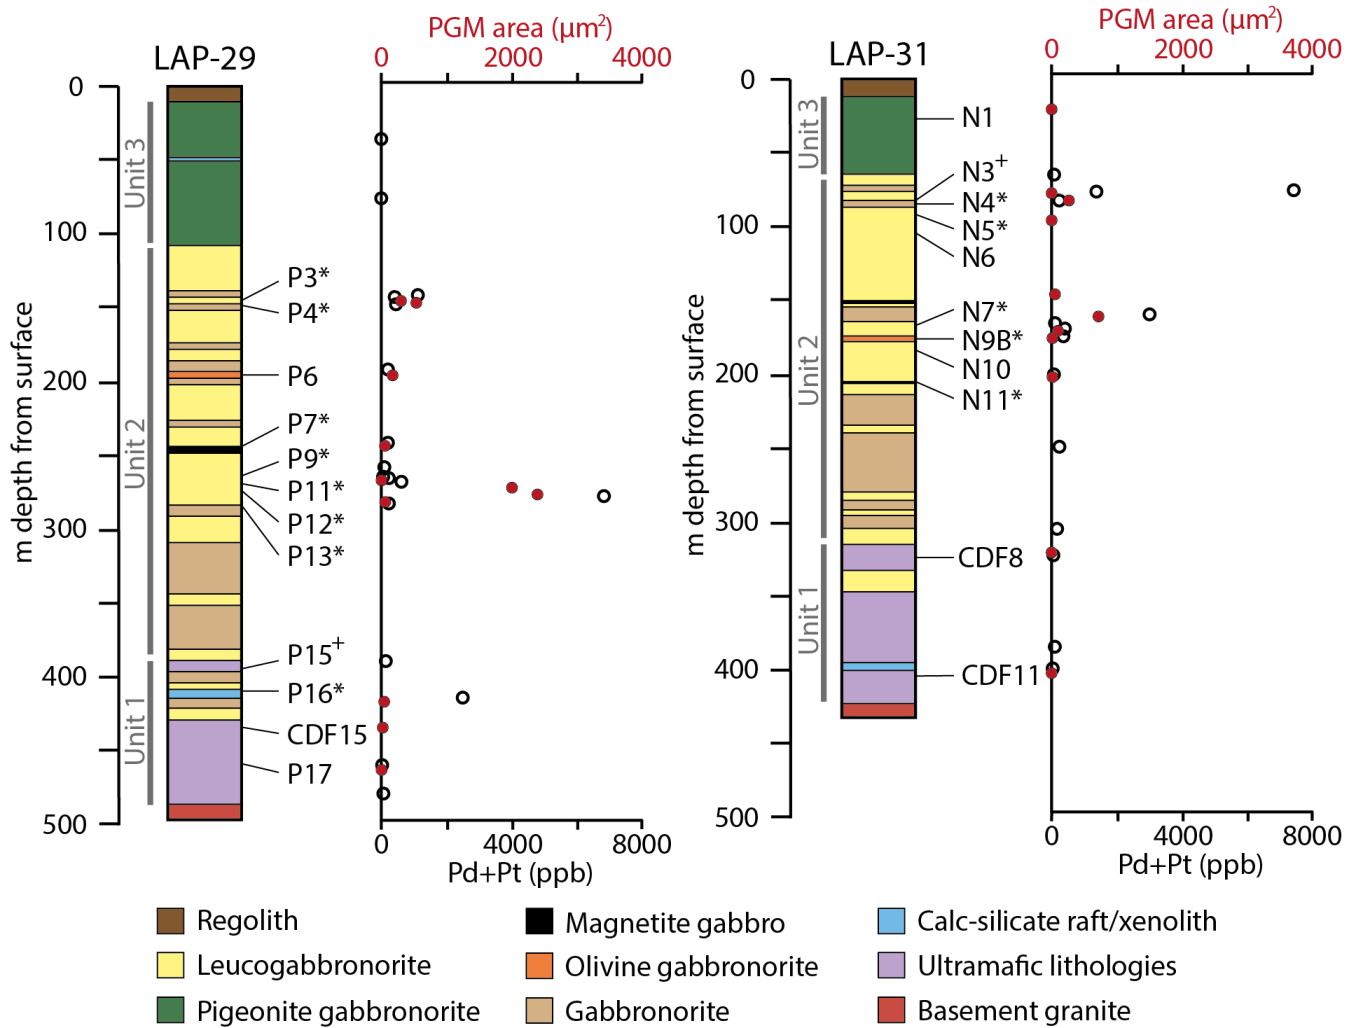 PGM area (µm²)
0 2000 4000
LAP-29
0
100
200
300
400
500
m depth from surface
Unit 3
Unit 2
Unit 1
P3*
P4*
P6
P7*
P9*
P11*
P12*
P13*
P15⁺
P16*
CDF15
P17
0 4000 8000
Pd+Pt (ppb)
PGM area (µm²)
0 2000 4000
LAP-31
0
100
200
300
400
500
m depth from surface
Unit 3
Unit 2
Unit 1
N1
N3⁺
N4*
N5*
N6
N7*
N9B*
N10
N11*
CDF8
CDF11
0 4000 8000
Pd+Pt (ppb)
Regolith
Leucogabbronorite
Pigeonite gabbronorite
Magnetite gabbro
Olivine gabbronorite
Gabbronorite
Calc-silicate raft/xenolith
Ultramafic lithologies
Basement granite